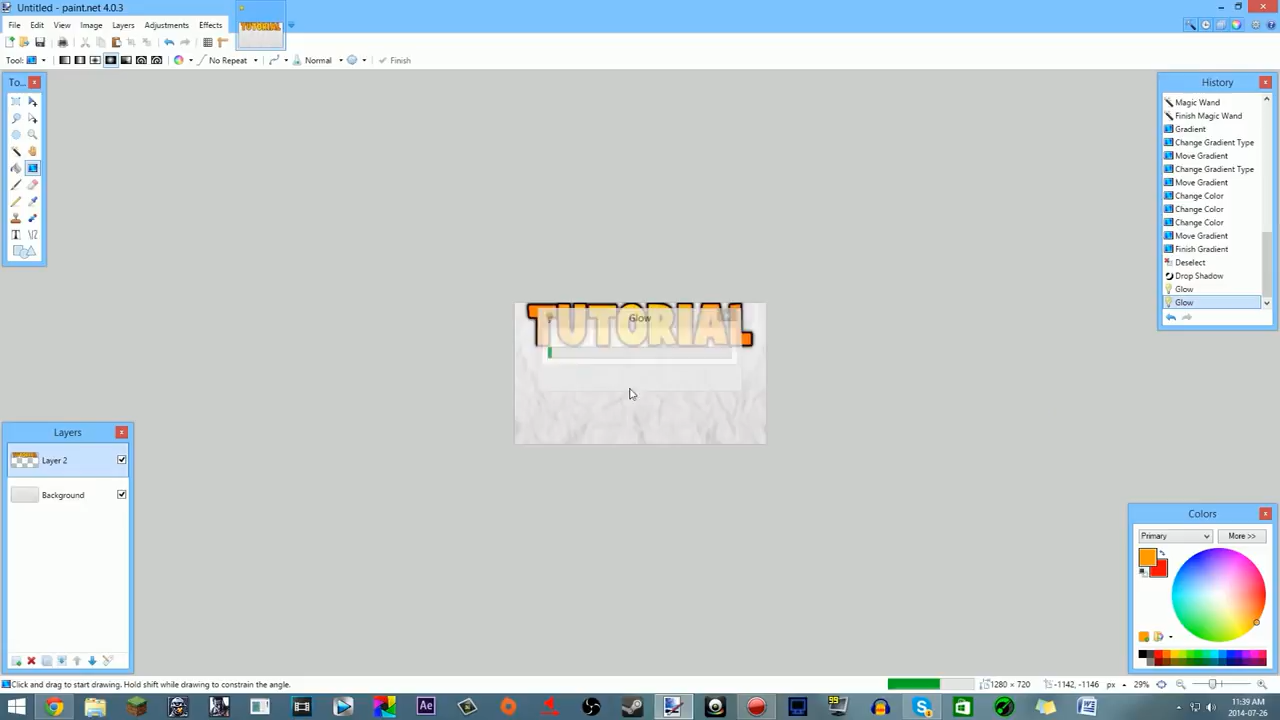 Untitled - paint.net 4.0.3
File Edit View Image Layers Adjustments Effects
Tool: No Repeat Normal Finish
To...
History
Magic Wand
Finish Magic Wand
Gradient
Change Gradient Type
Move Gradient
Change Gradient Type
Move Gradient
Change Color
Change Color
Change Color
Move Gradient
Finish Gradient
Deselect
Drop Shadow
Glow
Glow
TUTORIAL
TUTORIAL
Glow
Layers
Layer 2
Background
Colors
Primary More >>
Click and drag to start drawing. Hold shift while drawing to constrain the angle.
1280 × 720 -1142, -1146 px 29%
Ae
99
11:39 AM
2014-07-26